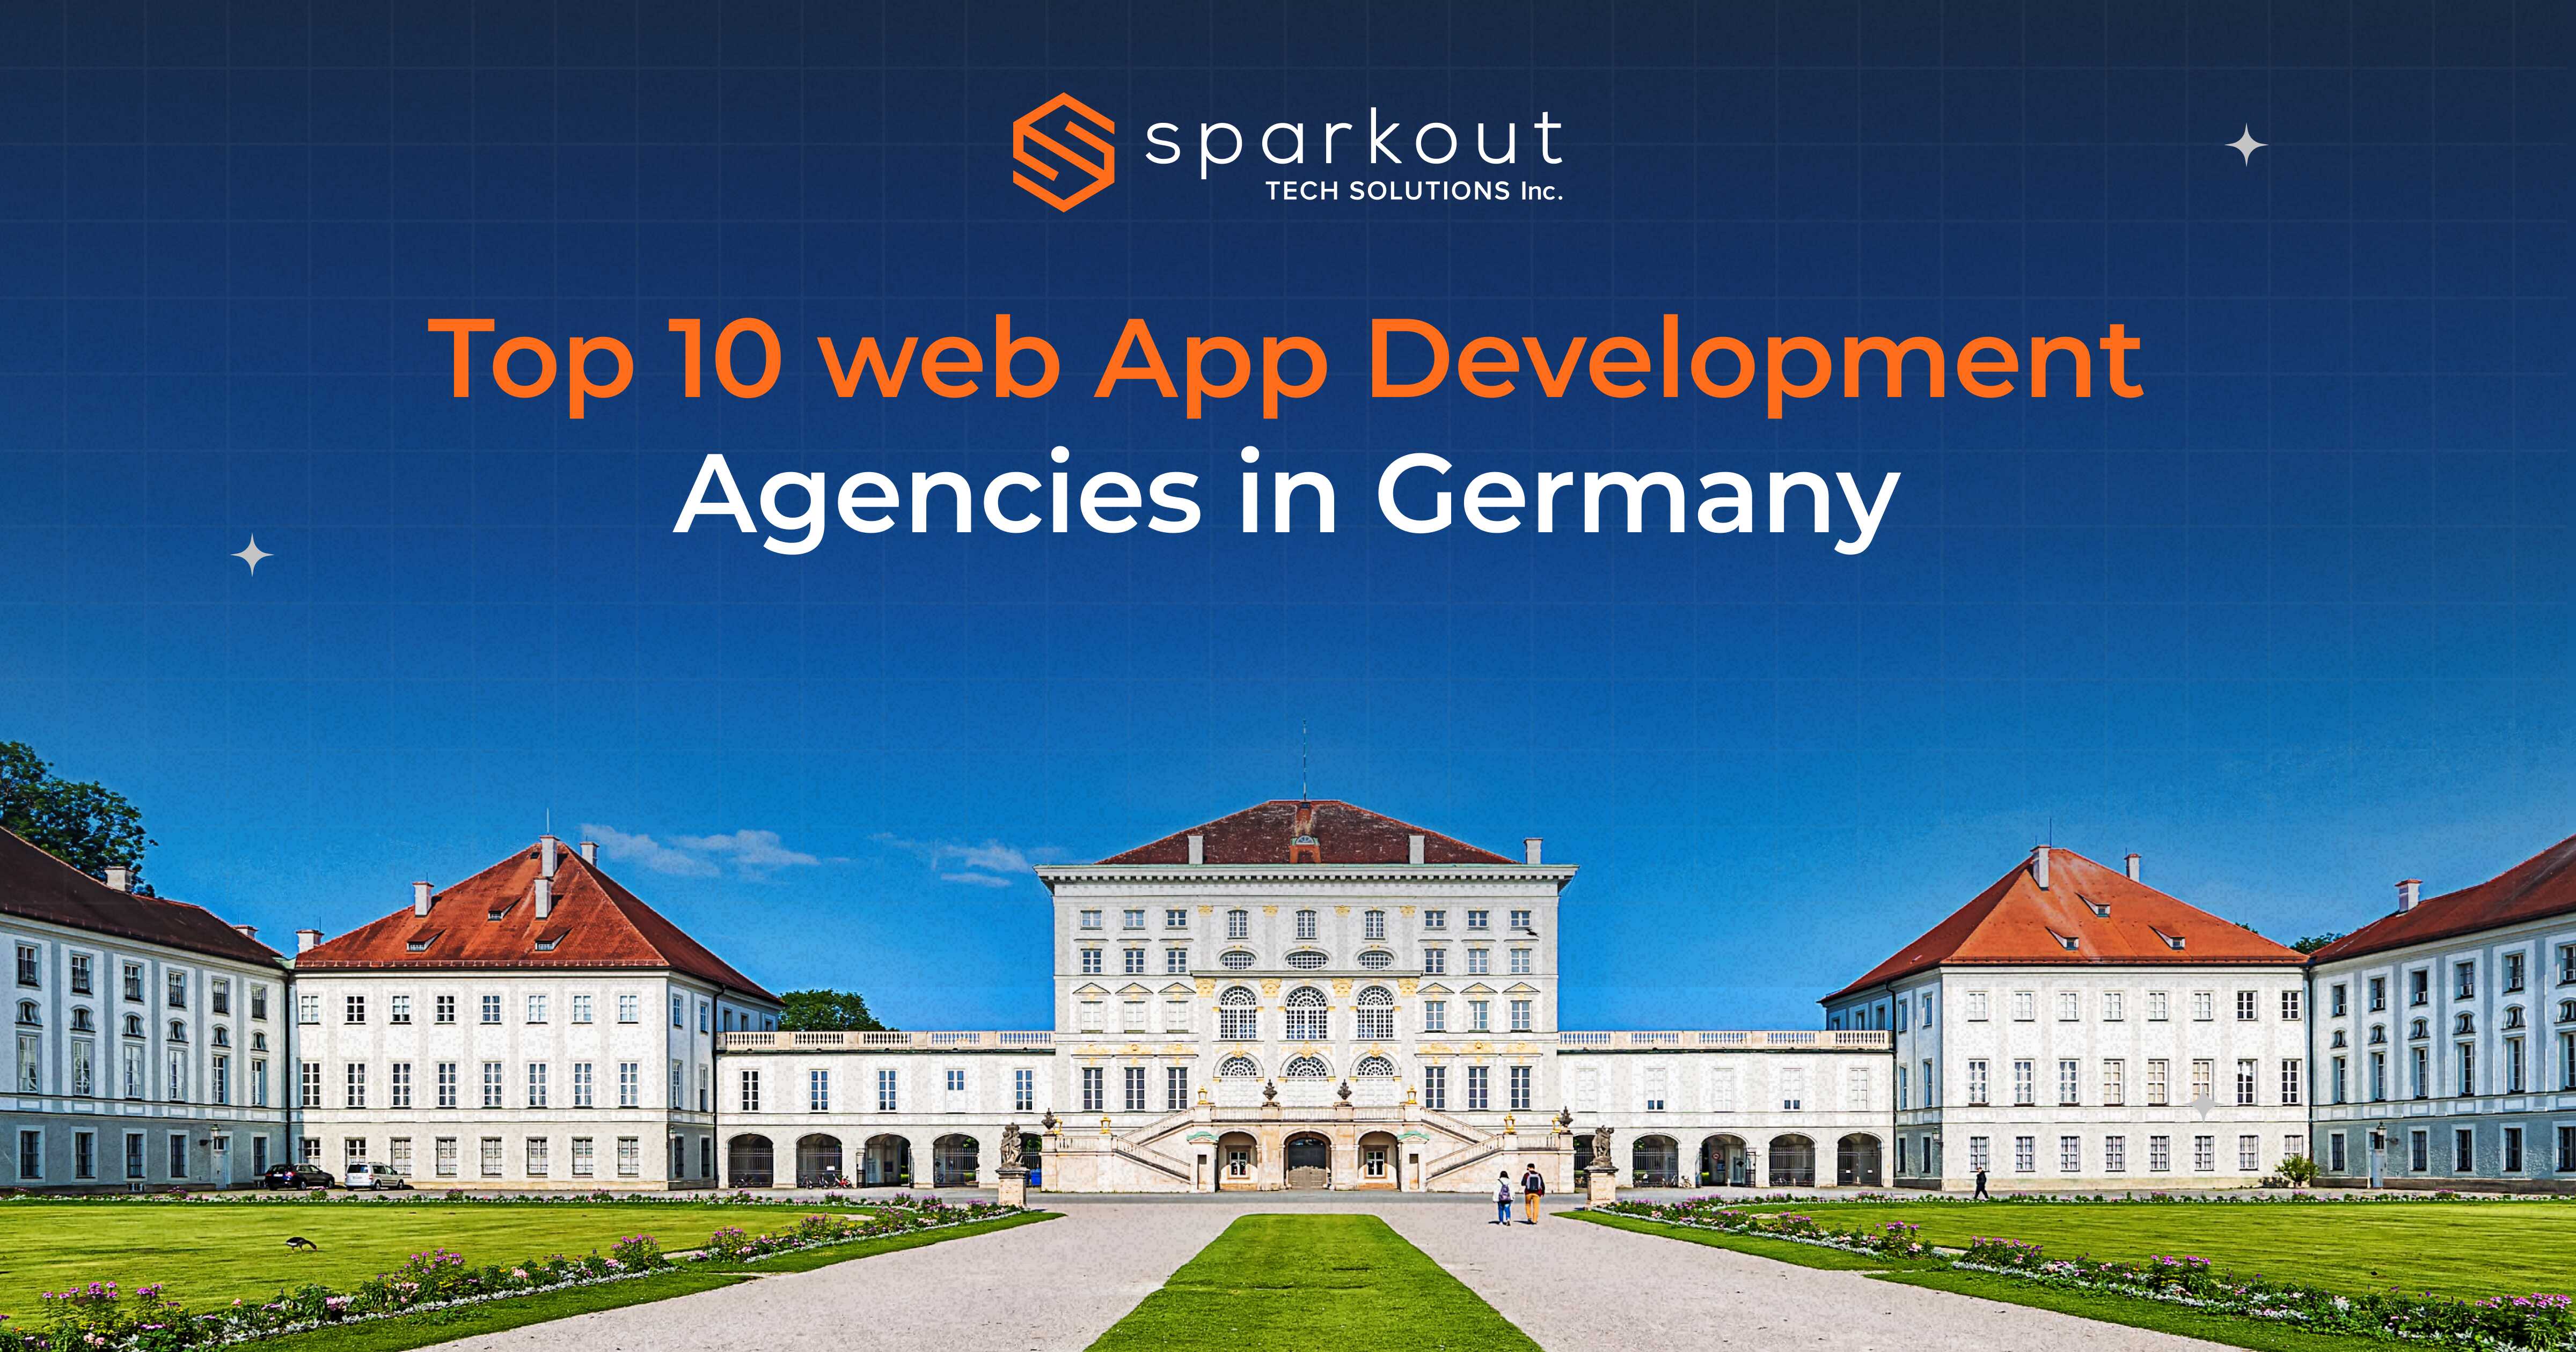 sparkout
TECH SOLUTIONS Inc.
Top 10 web App Development
Agencies in Germany